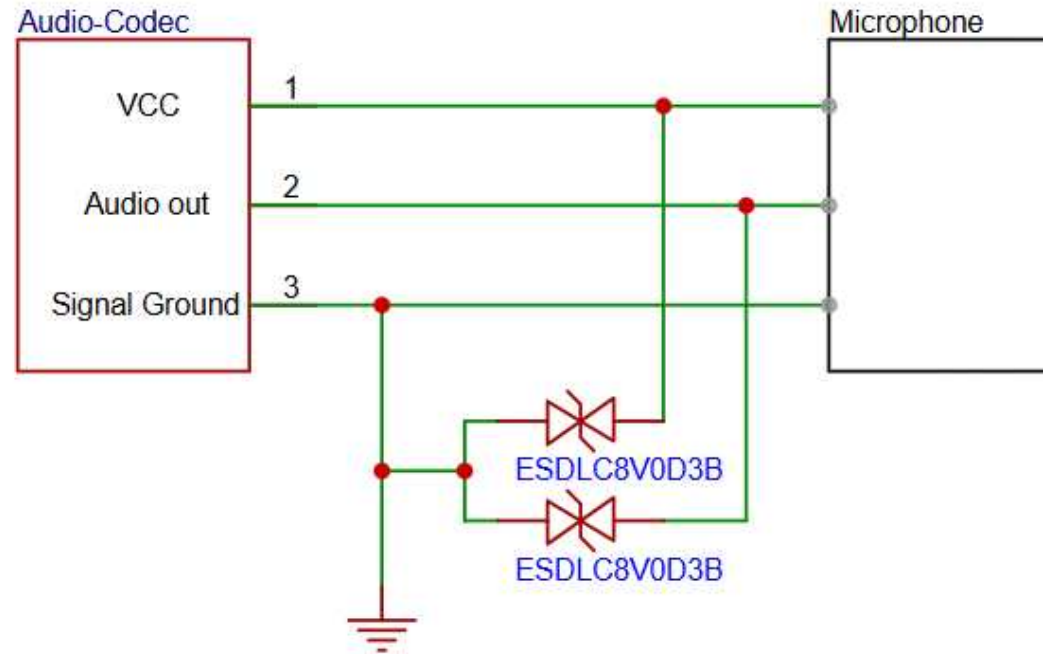 Audio-Codec
Microphone
VCC
1
Audio out
2
Signal Ground
3
ESDLC8V0D3B
ESDLC8V0D3B